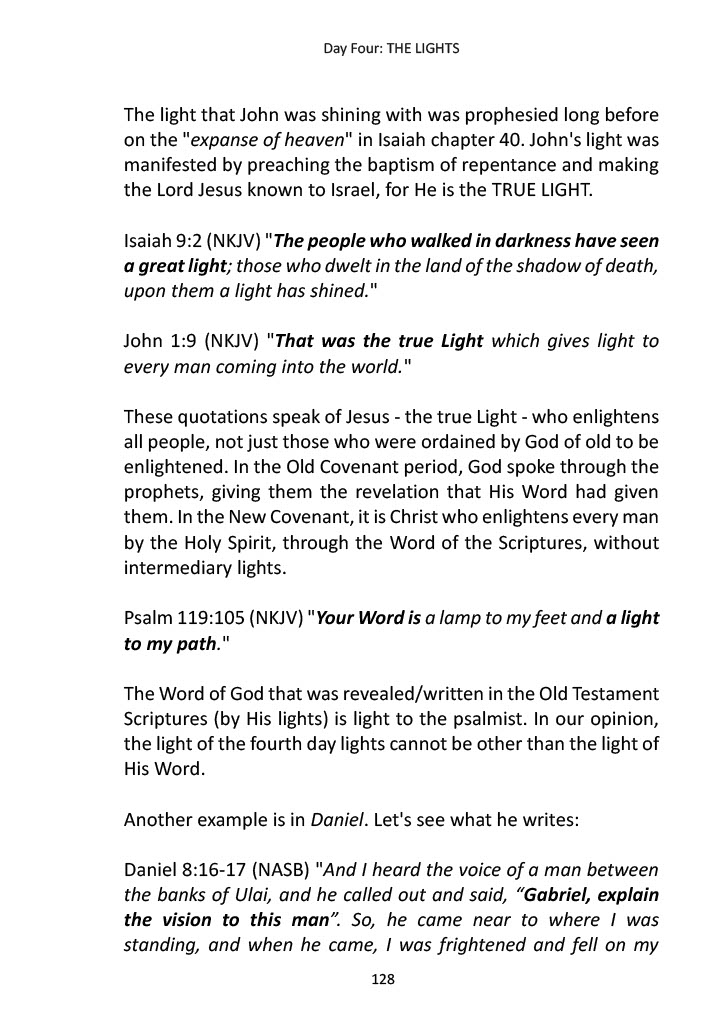 Day Four: THE LIGHTS
The light that John was shining with was prophesied long before
on the "expanse of heaven" in Isaiah chapter 40. John's light was
manifested by preaching the baptism of repentance and making
the Lord Jesus known to Israel, for He is the TRUE LIGHT.
Isaiah 9:2 (NKJV) "The people who walked in darkness have seen
a great light; those who dwelt in the land of the shadow of death,
upon them a light has shined."
John 1:9 (NKJV) "That was the true Light which gives light to
every man coming into the world."
These quotations speak of Jesus - the true Light - who enlightens
all people, not just those who were ordained by God of old to be
enlightened. In the Old Covenant period, God spoke through the
prophets, giving them the revelation that His Word had given
them. In the New Covenant, it is Christ who enlightens every man
by the Holy Spirit, through the Word of the Scriptures, without
intermediary lights.
Psalm 119:105 (NKJV) "Your Word is a lamp to my feet and a light
to my path."
The Word of God that was revealed/written in the Old Testament
Scriptures (by His lights) is light to the psalmist. In our opinion,
the light of the fourth day lights cannot be other than the light of
His Word.
Another example is in Daniel. Let's see what he writes:
Daniel 8:16-17 (NASB) "And I heard the voice of a man between
the banks of Ulai, and he called out and said, “Gabriel, explain
the vision to this man”. So, he came near to where I was
standing, and when he came, I was frightened and fell on my
128